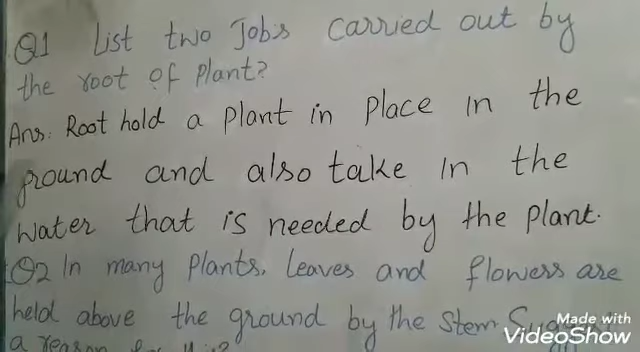 Q1 List two Jobs carried out by
the root of plant?
Ans. Root hold a plant in place in the
ground and also take in the
water that is needed by the plant.
Q2 In many plants, leaves and flowers are
held above the ground by the stem
a reason for
Made with
VideoShow